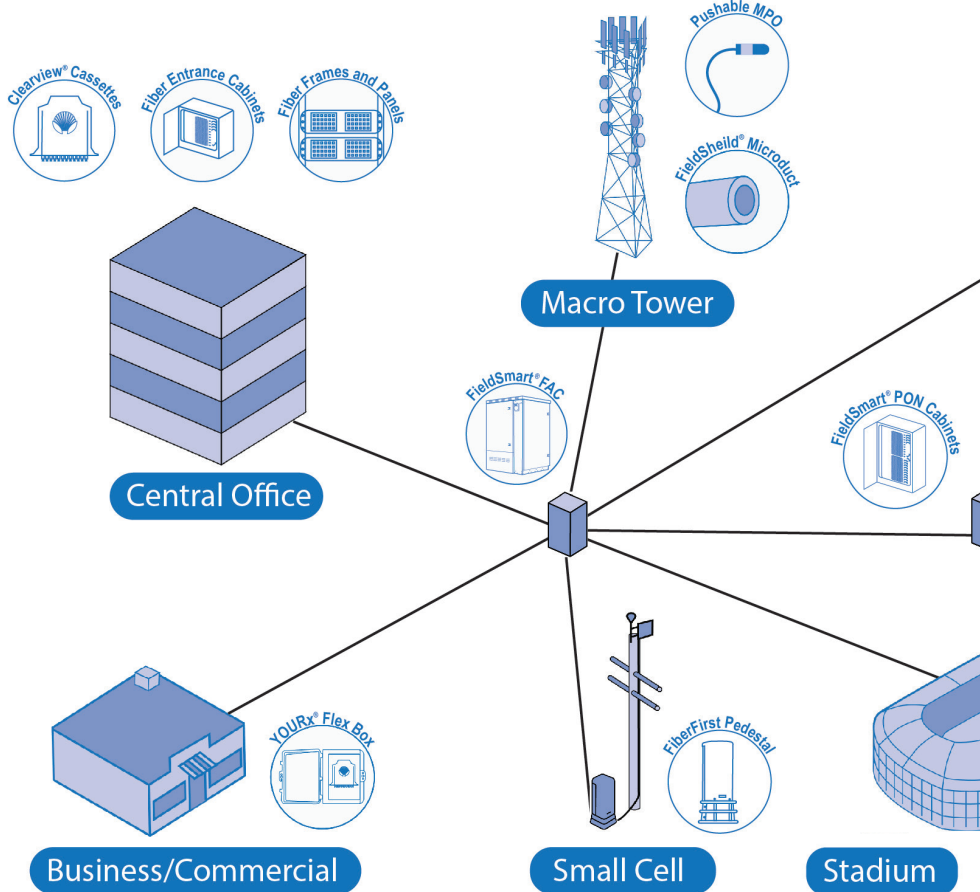 Clearview® Cassettes
Fiber Entrance Cabinets
Fiber Frames and Panels
Pushable MPO
FieldSheild® Microduct
Macro Tower
FieldSmart® FAC
FieldSmart® PON Cabinets
Central Office
YOURx® Flex Box
FiberFirst Pedestal
Business/Commercial
Small Cell
Stadium